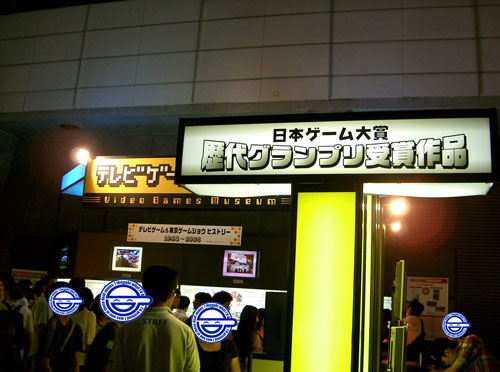 日本ゲーム大賞
歴代グランプリ受賞作品
テレビゲー
Video Games Museum
テレビゲーム&東京ゲームショウ ヒストリー
STAFF